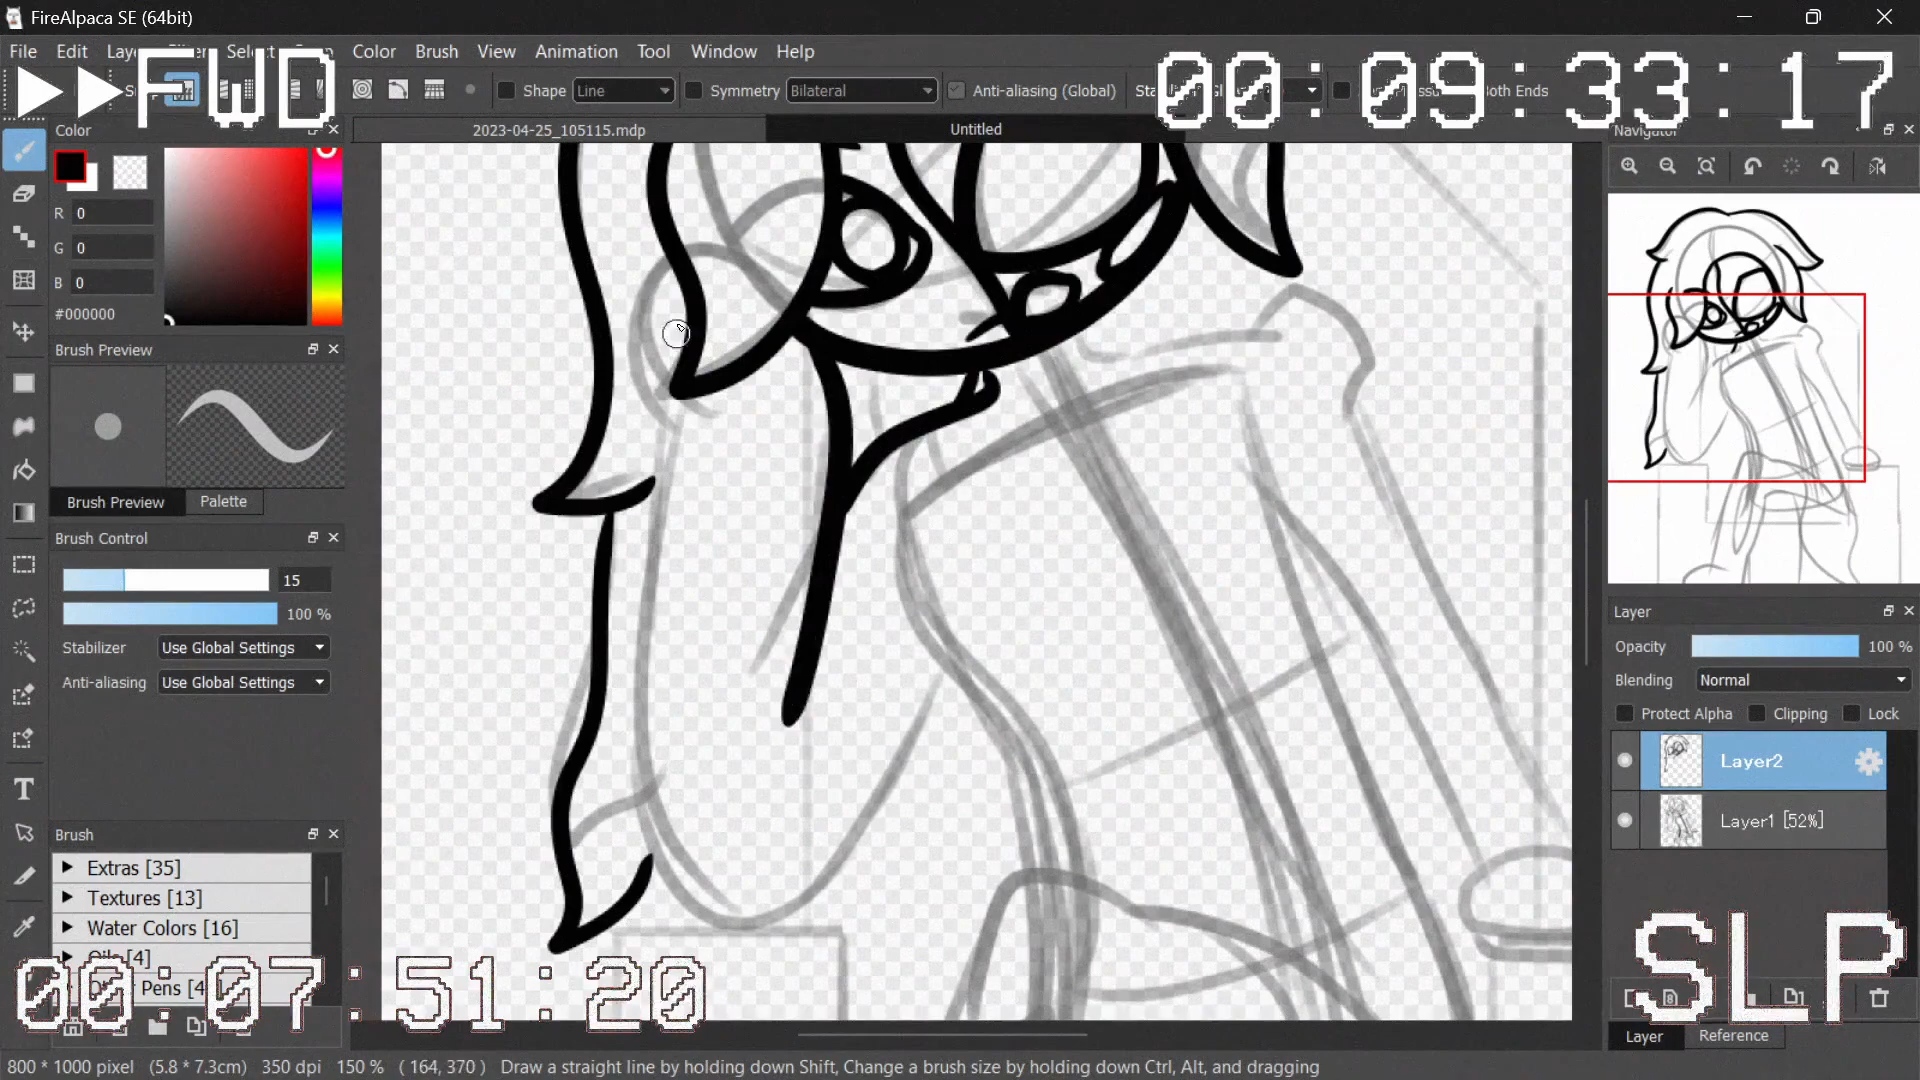 FireAlpaca SE (64bit)
File Edit Select Color Brush View Animation Tool Window Help
FWD
00:09:33:17
Shape Line Symmetry Bilateral Anti-aliasing (Global) Both Ends
Color
2023-04-25_105115.mdp
Untitled
Navigator
R 0
G 0
B 0
#000000
Brush Preview
Brush Preview Palette
Brush Control
15
100 %
Stabilizer Use Global Settings
Anti-aliasing Use Global Settings
Layer
Opacity 100 %
Blending Normal
Protect Alpha Clipping Lock
Layer2
Layer1 [52%]
Brush
Extras [35]
Textures [13]
Water Colors [16]
[4]
Pens
00:07:51:20
SLP
Layer Reference
800 * 1000 pixel (5.8 * 7.3cm) 350 dpi 150 % ( 164, 370 ) Draw a straight line by holding down Shift, Change a brush size by holding down Ctrl, Alt, and dragging